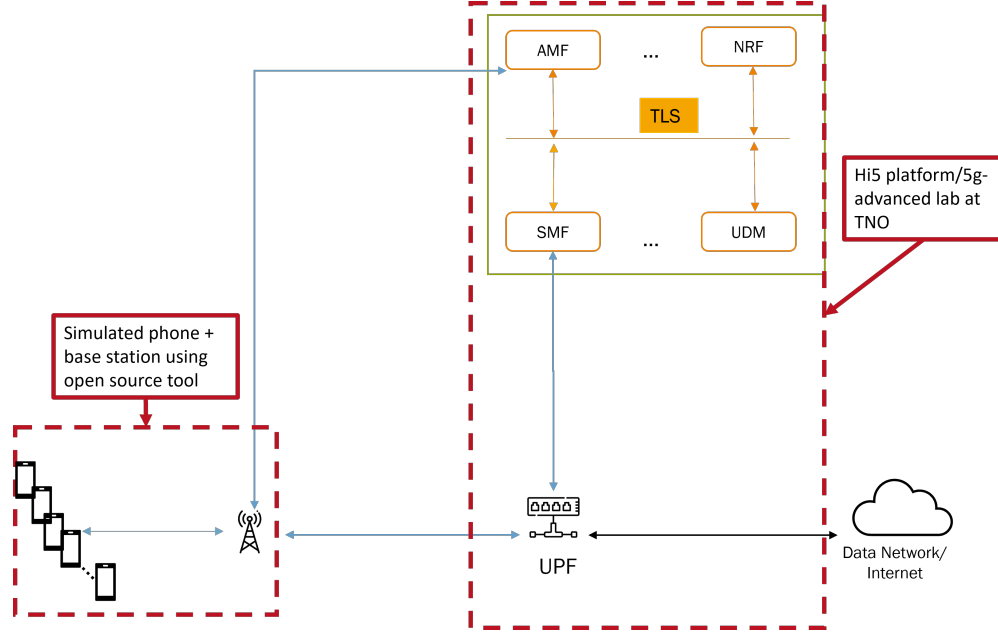 AMF
...
NRF
TLS
SMF
...
UDM
Hi5 platform/5g-
advanced lab at
TNO
Simulated phone +
base station using
open source tool
UPF
Data Network/
Internet